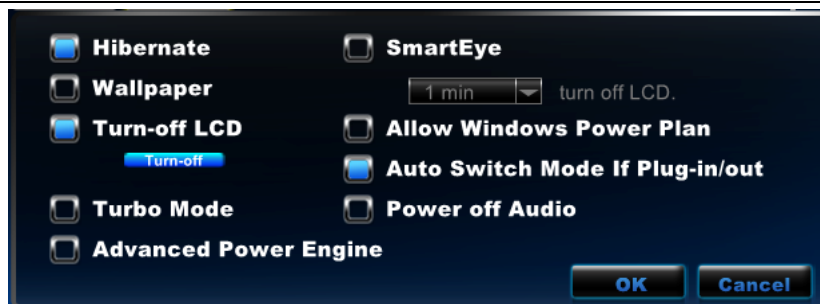 Hibernate
SmartEye
Wallpaper
1 min turn off LCD.
Turn-off LCD
Allow Windows Power Plan
Turn-off
Auto Switch Mode If Plug-in/out
Turbo Mode
Power off Audio
Advanced Power Engine
OK
Cancel